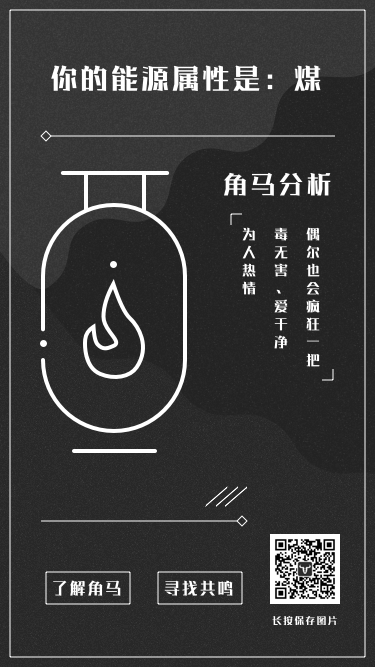 你的能源属性是：煤
角马分析
「偶尔也会疯狂一把
毒无害、爱干净
为人热情」
了解角马
寻找共鸣
长按保存图片